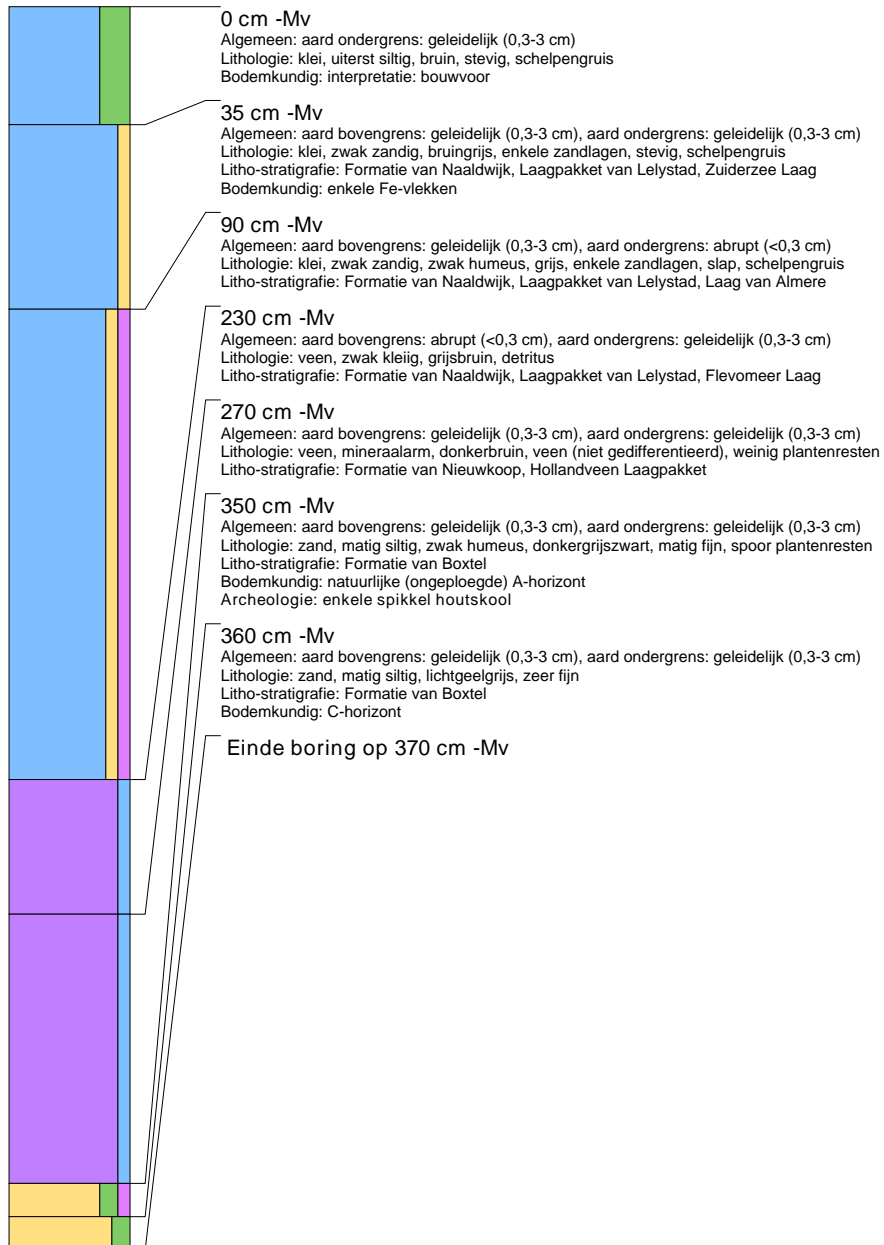 0 cm -Mv
Algemeen: aard ondergrens: geleidelijk (0,3-3 cm)
Lithologie: klei, uiterst siltig, bruin, stevig, schelpengruis
Bodemkundig: interpretatie: bouwvoor
35 cm -Mv
Algemeen: aard bovengrens: geleidelijk (0,3-3 cm), aard ondergrens: geleidelijk (0,3-3 cm)
Lithologie: klei, zwak zandig, bruingrijs, enkele zandlagen, stevig, schelpengruis
Litho-stratigrafie: Formatie van Naaldwijk, Laagpakket van Lelystad, Zuiderzee Laag
Bodemkundig: enkele Fe-vlekken
90 cm -Mv
Algemeen: aard bovengrens: geleidelijk (0,3-3 cm), aard ondergrens: abrupt (<0,3 cm)
Lithologie: klei, zwak zandig, zwak humeus, grijs, enkele zandlagen, slap, schelpengruis
Litho-stratigrafie: Formatie van Naaldwijk, Laagpakket van Lelystad, Laag van Almere
230 cm -Mv
Algemeen: aard bovengrens: abrupt (<0,3 cm), aard ondergrens: geleidelijk (0,3-3 cm)
Lithologie: veen, zwak kleiig, grijsbruin, detritus
Litho-stratigrafie: Formatie van Naaldwijk, Laagpakket van Lelystad, Flevomeer Laag
270 cm -Mv
Algemeen: aard bovengrens: geleidelijk (0,3-3 cm), aard ondergrens: geleidelijk (0,3-3 cm)
Lithologie: veen, mineraalarm, donkerbruin, veen (niet gedifferentieerd), weinig plantenresten
Litho-stratigrafie: Formatie van Nieuwkoop, Hollandveen Laagpakket
350 cm -Mv
Algemeen: aard bovengrens: geleidelijk (0,3-3 cm), aard ondergrens: geleidelijk (0,3-3 cm)
Lithologie: zand, matig siltig, zwak humeus, donkergrijszwart, matig fijn, spoor plantenresten
Litho-stratigrafie: Formatie van Boxtel
Bodemkundig: natuurlijke (ongeploegde) A-horizont
Archeologie: enkele spikkel houtskool
360 cm -Mv
Algemeen: aard bovengrens: geleidelijk (0,3-3 cm), aard ondergrens: geleidelijk (0,3-3 cm)
Lithologie: zand, matig siltig, lichtgeelgrijs, zeer fijn
Litho-stratigrafie: Formatie van Boxtel
Bodemkundig: C-horizont
Einde boring op 370 cm -Mv